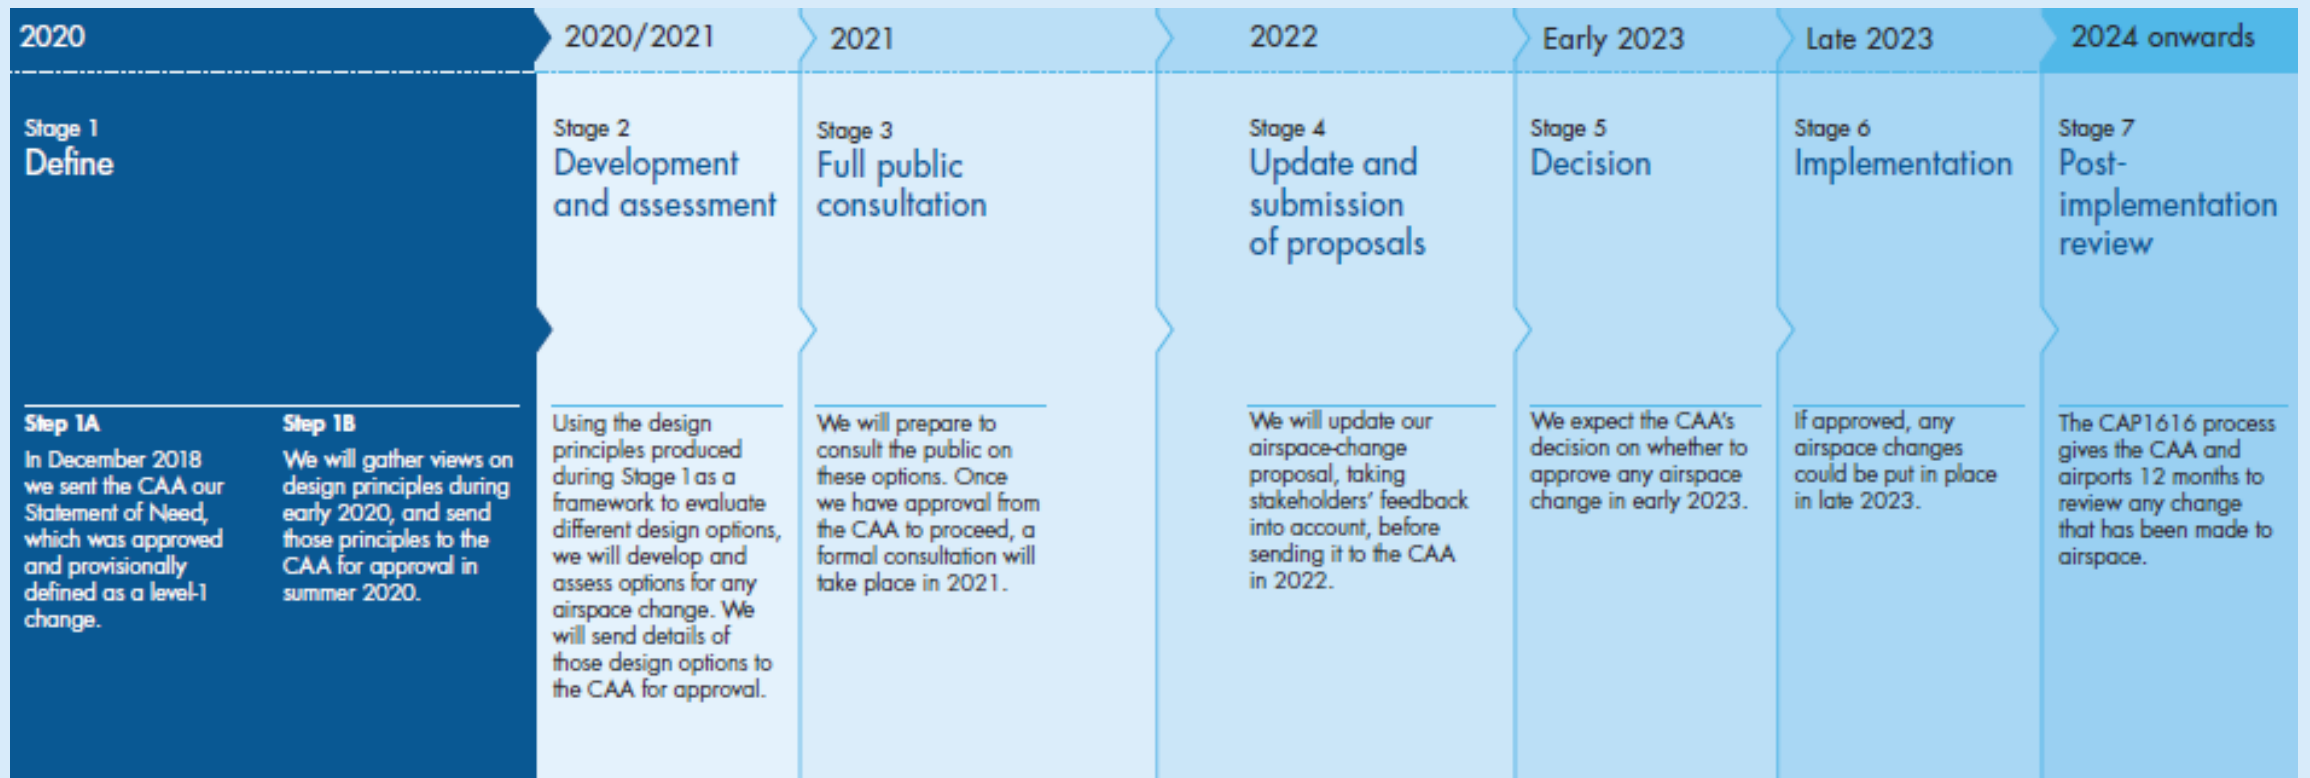 2020
2020/2021
2021
2022
Early 2023
Late 2023
2024 onwards
Stage 1
Define
Step 1A
In December 2018
we sent the CAA our
Statement of Need,
which was approved
and provisionally
defined as a level-1
change.
Step 1B
We will gather views on
design principles during
early 2020, and send
those principles to the
CAA for approval in
summer 2020.
Stage 2
Development
and assessment
Using the design
principles produced
during Stage 1 as a
framework to evaluate
different design options,
we will develop and
assess options for any
airspace change. We
will send details of
those design options to
the CAA for approval.
Stage 3
Full public
consultation
We will prepare to
consult the public on
these options. Once
we have approval from
the CAA to proceed, a
formal consultation will
take place in 2021.
Stage 4
Update and
submission
of proposals
We will update our
airspace-change
proposal, taking
stakeholders' feedback
into account, before
sending it to the CAA
in 2022.
Stage 5
Decision
We expect the CAA's
decision on whether to
approve any airspace
change in early 2023.
Stage 6
Implementation
If approved, any
airspace changes
could be put in place
in late 2023.
Stage 7
Post-
implementation
review
The CAP1616 process
gives the CAA and
airports 12 months to
review any change
that has been made to
airspace.